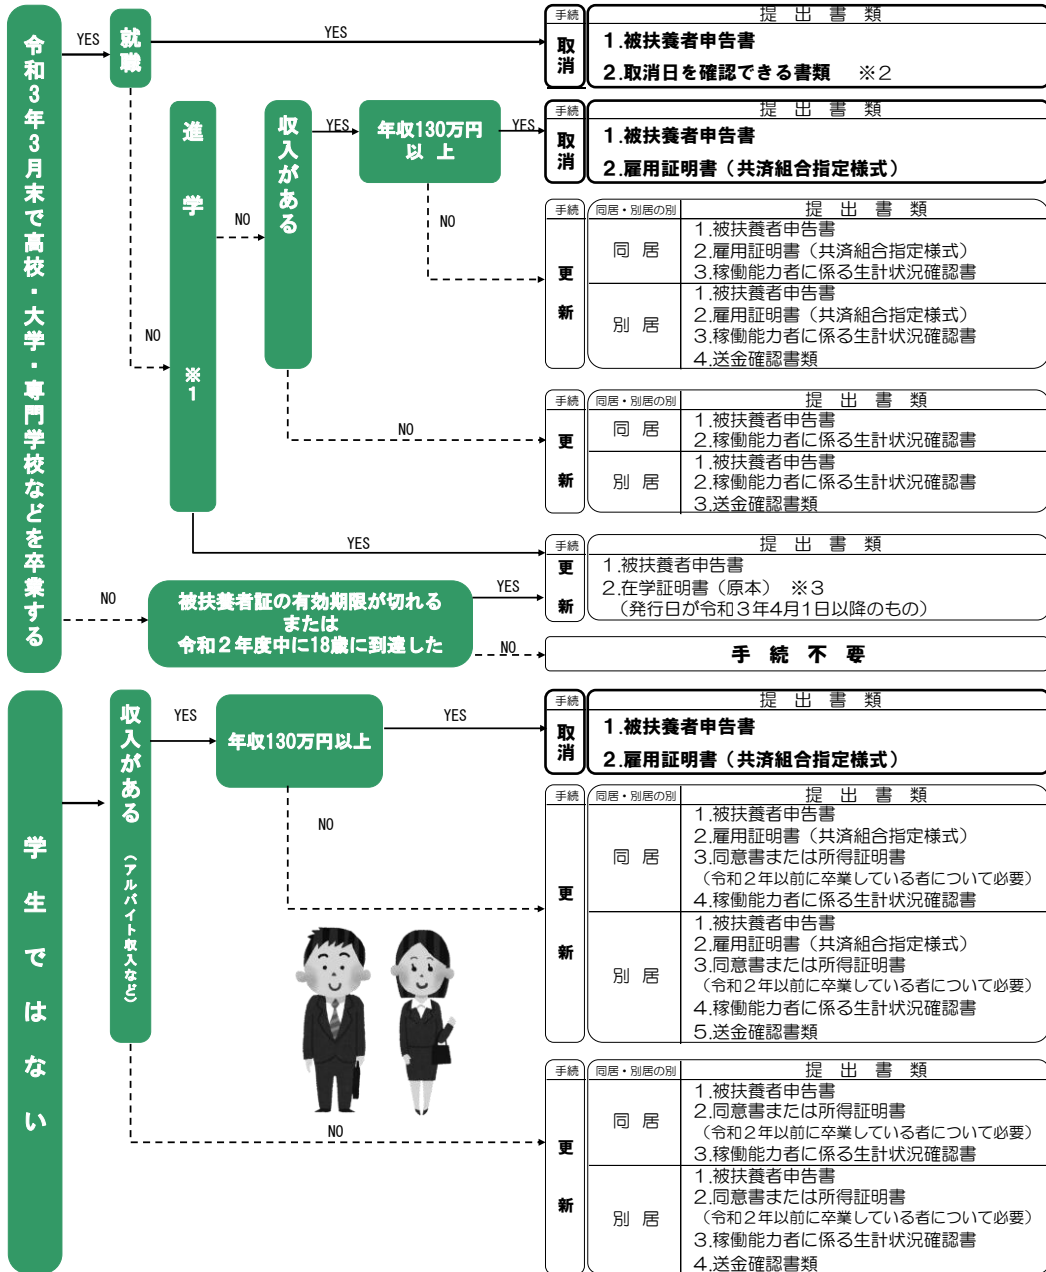 令和3年3月末で高校・大学・専門学校などを卒業する
YES
就職
YES
手続
提出書類
取消
1.被扶養者申告書
2.取消日を確認できる書類 ※2
NO
進学 ※1
NO
収入がある
YES
年収130万円
以上
YES
手続
提出書類
取消
1.被扶養者申告書
2.雇用証明書（共済組合指定様式）
NO
手続
同居・別居の別
提出書類
更新
同居
1.被扶養者申告書
2.雇用証明書（共済組合指定様式）
3.稼働能力者に係る生計状況確認書
別居
1.被扶養者申告書
2.雇用証明書（共済組合指定様式）
3.稼働能力者に係る生計状況確認書
4.送金確認書類
NO
手続
同居・別居の別
提出書類
更新
同居
1.被扶養者申告書
2.稼働能力者に係る生計状況確認書
別居
1.被扶養者申告書
2.稼働能力者に係る生計状況確認書
3.送金確認書類
YES
手続
提出書類
更新
1.被扶養者申告書
2.在学証明書（原本） ※3
（発行日が令和3年4月1日以降のもの）
NO
被扶養者証の有効期限が切れる
または
令和2年度中に18歳に到達した
YES
NO
手続不要
学生ではない
収入がある（アルバイト収入など）
YES
年収130万円以上
YES
手続
提出書類
取消
1.被扶養者申告書
2.雇用証明書（共済組合指定様式）
NO
手続
同居・別居の別
提出書類
更新
同居
1.被扶養者申告書
2.雇用証明書（共済組合指定様式）
3.同意書または所得証明書
（令和2年以前に卒業している者について必要）
4.稼働能力者に係る生計状況確認書
別居
1.被扶養者申告書
2.雇用証明書（共済組合指定様式）
3.同意書または所得証明書
（令和2年以前に卒業している者について必要）
4.稼働能力者に係る生計状況確認書
5.送金確認書類
NO
手続
同居・別居の別
提出書類
更新
同居
1.被扶養者申告書
2.同意書または所得証明書
（令和2年以前に卒業している者について必要）
3.稼働能力者に係る生計状況確認書
別居
1.被扶養者申告書
2.同意書または所得証明書
（令和2年以前に卒業している者について必要）
3.稼働能力者に係る生計状況確認書
4.送金確認書類